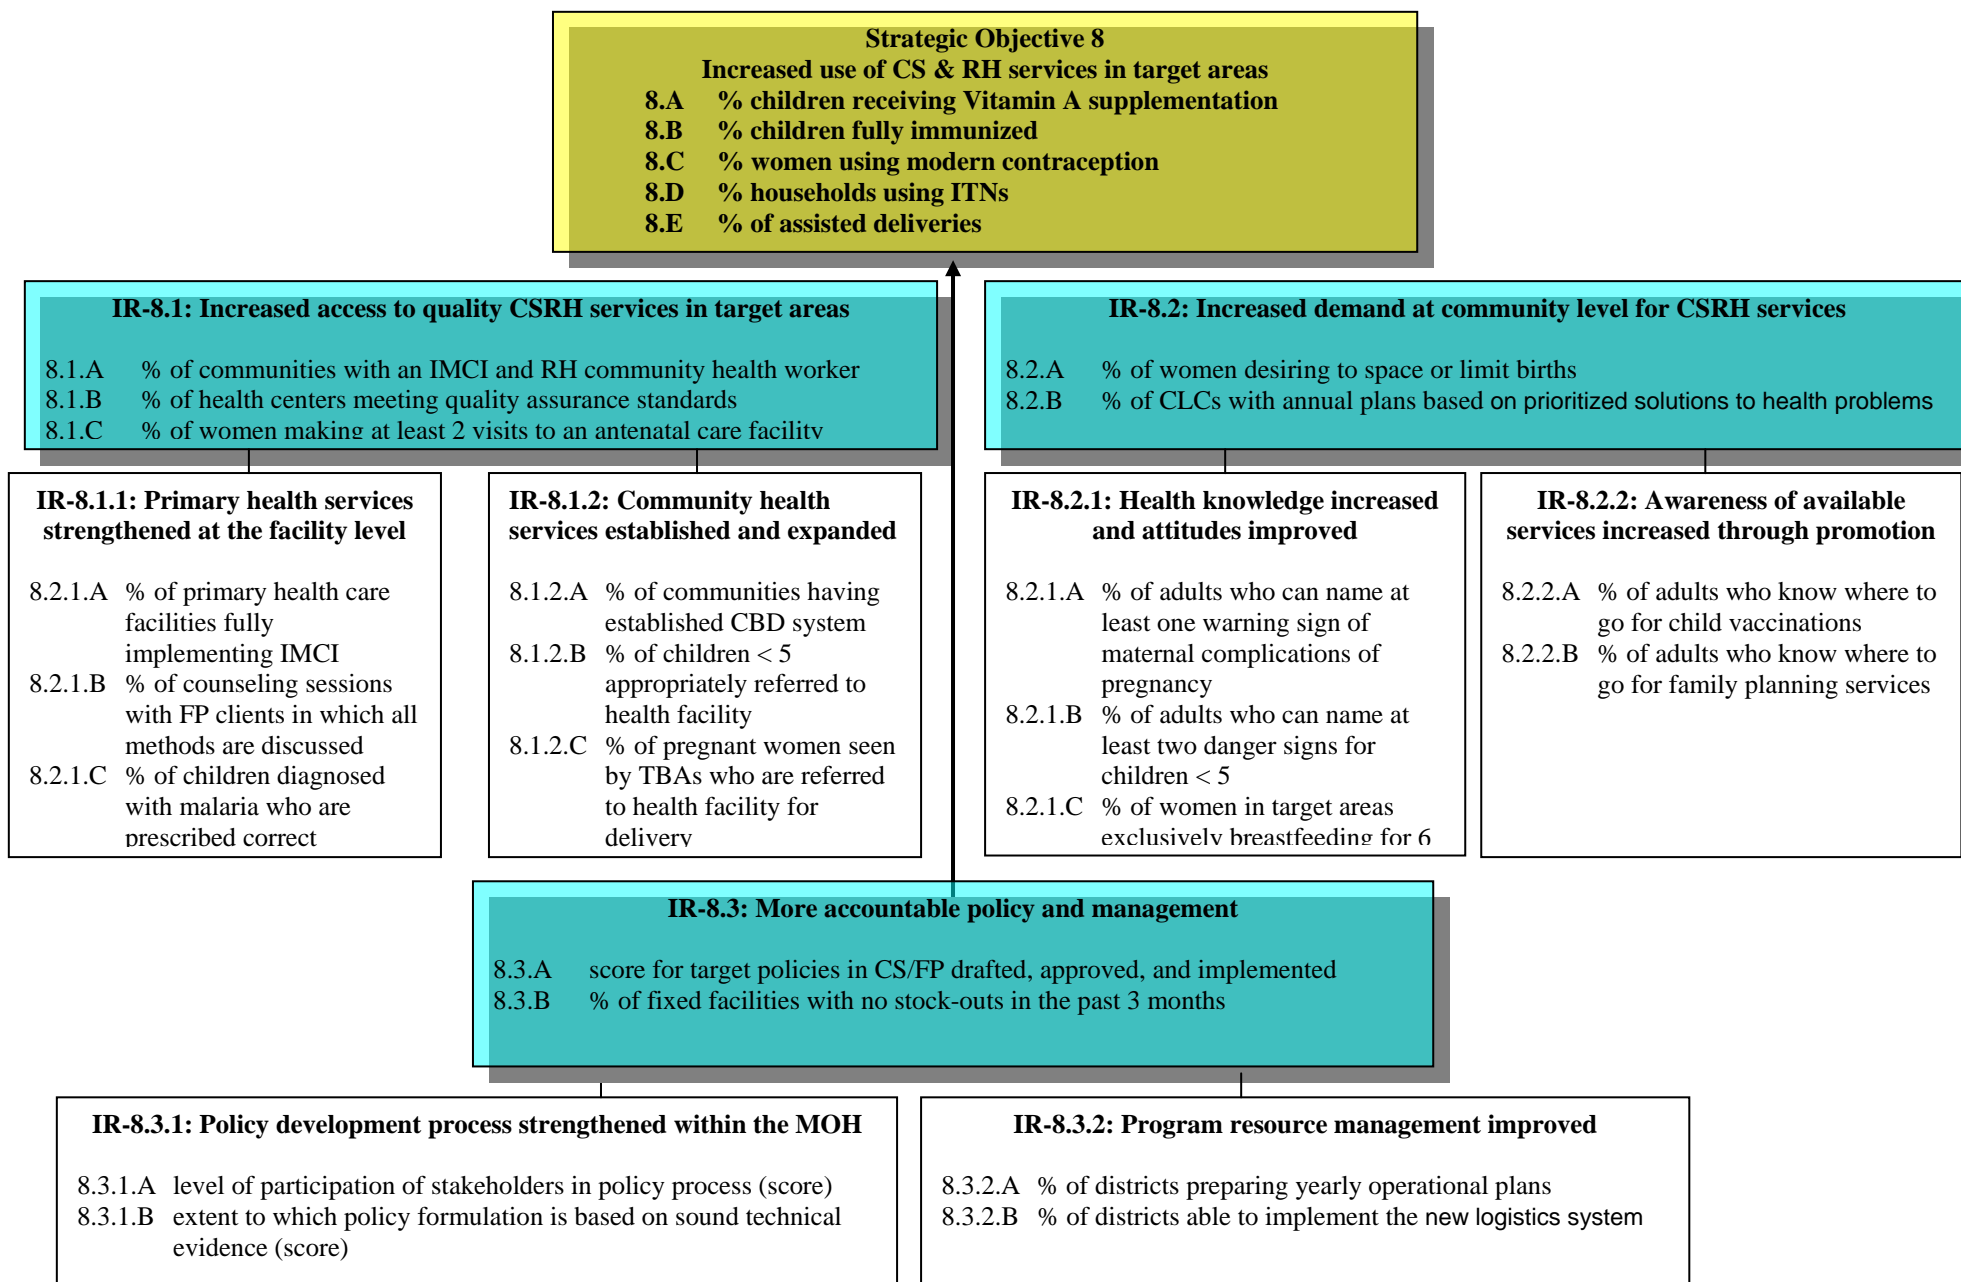 Strategic Objective 8
Increased use of CS & RH services in target areas
8.A % children receiving Vitamin A supplementation
8.B % children fully immunized
8.C % women using modern contraception
8.D % households using ITNs
8.E % of assisted deliveries
IR-8.1: Increased access to quality CSRH services in target areas
8.1.A % of communities with an IMCI and RH community health worker
8.1.B % of health centers meeting quality assurance standards
8.1.C % of women making at least 2 visits to an antenatal care facility
IR-8.2: Increased demand at community level for CSRH services
8.2.A % of women desiring to space or limit births
8.2.B % of CLCs with annual plans based on prioritized solutions to health problems
IR-8.1.1: Primary health services
strengthened at the facility level
8.2.1.A % of primary health care
facilities fully
implementing IMCI
8.2.1.B % of counseling sessions
with FP clients in which all
methods are discussed
8.2.1.C % of children diagnosed
with malaria who are
prescribed correct
IR-8.1.2: Community health
services established and expanded
8.1.2.A % of communities having
established CBD system
8.1.2.B % of children < 5
appropriately referred to
health facility
8.1.2.C % of pregnant women seen
by TBAs who are referred
to health facility for
delivery
IR-8.2.1: Health knowledge increased
and attitudes improved
8.2.1.A % of adults who can name at
least one warning sign of
maternal complications of
pregnancy
8.2.1.B % of adults who can name at
least two danger signs for
children < 5
8.2.1.C % of women in target areas
exclusively breastfeeding for 6
IR-8.2.2: Awareness of available
services increased through promotion
8.2.2.A % of adults who know where to
go for child vaccinations
8.2.2.B % of adults who know where to
go for family planning services
IR-8.3: More accountable policy and management
8.3.A score for target policies in CS/FP drafted, approved, and implemented
8.3.B % of fixed facilities with no stock-outs in the past 3 months
IR-8.3.1: Policy development process strengthened within the MOH
8.3.1.A level of participation of stakeholders in policy process (score)
8.3.1.B extent to which policy formulation is based on sound technical
evidence (score)
IR-8.3.2: Program resource management improved
8.3.2.A % of districts preparing yearly operational plans
8.3.2.B % of districts able to implement the new logistics system